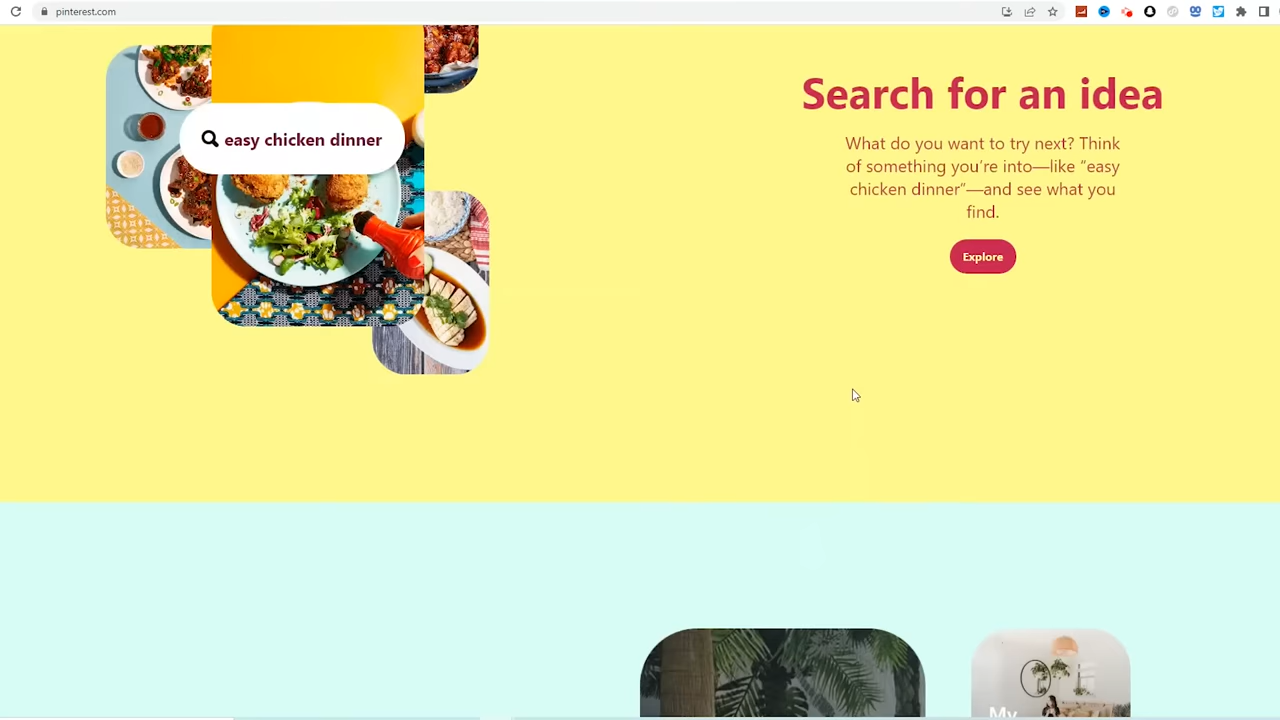 pinterest.com
easy chicken dinner
Search for an idea
What do you want to try next? Think
of something you're into—like “easy
chicken dinner”—and see what you
find.
Explore
My